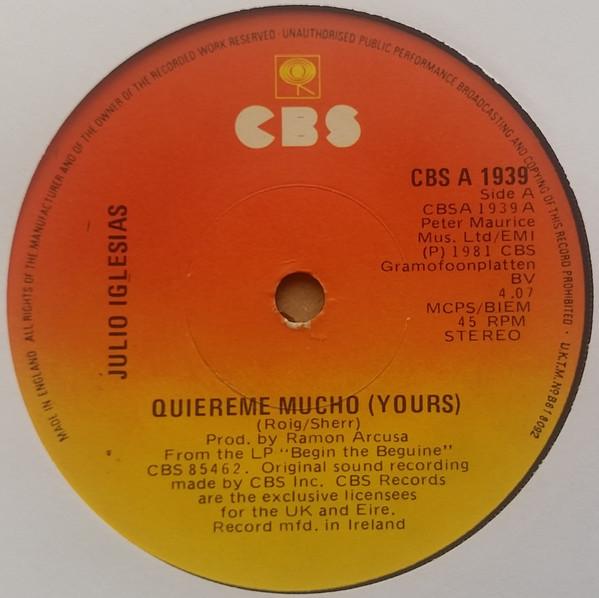 MADE IN ENGLAND. ALL RIGHTS OF THE MANUFACTURER AND OF THE OWNER OF THE RECORDED WORK RESERVED · UNAUTHORISED PUBLIC PERFORMANCE BROADCASTING AND COPYING OF THIS RECORD PROHIBITED · U.K.T.M. No B618092
CBS
CBS A 1939
Side A
CBSA 1939 A
Peter Maurice
Mus. Ltd/EMI
(P) 1981 CBS
Gramofoonplatten
BV
4.07
MCPS/BIEM
45 RPM
STEREO
JULIO IGLESIAS
QUIEREME MUCHO (YOURS)
(Roig/Sherr)
Prod. by Ramon Arcusa
From the LP "Begin the Beguine"
CBS 85462. Original sound recording
made by CBS Inc. CBS Records
are the exclusive licensees
for the UK and Eire.
Record mfd. in Ireland